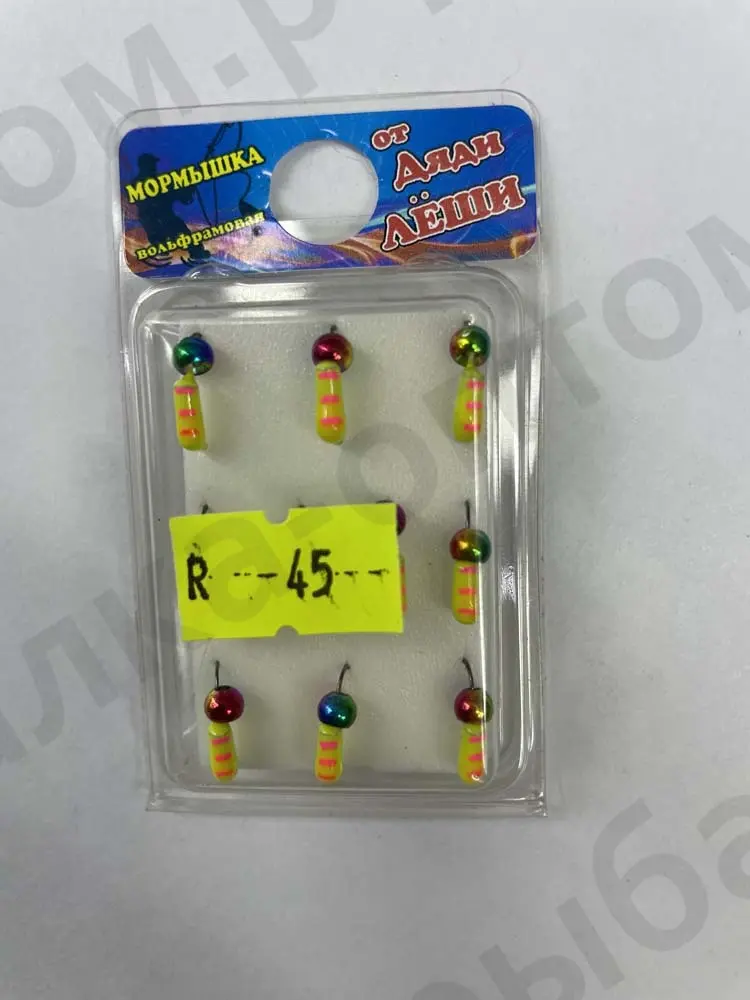 МОРМЫШКА
вольфрамовая
от
Дяди
ЛЁШИ
R ---45--